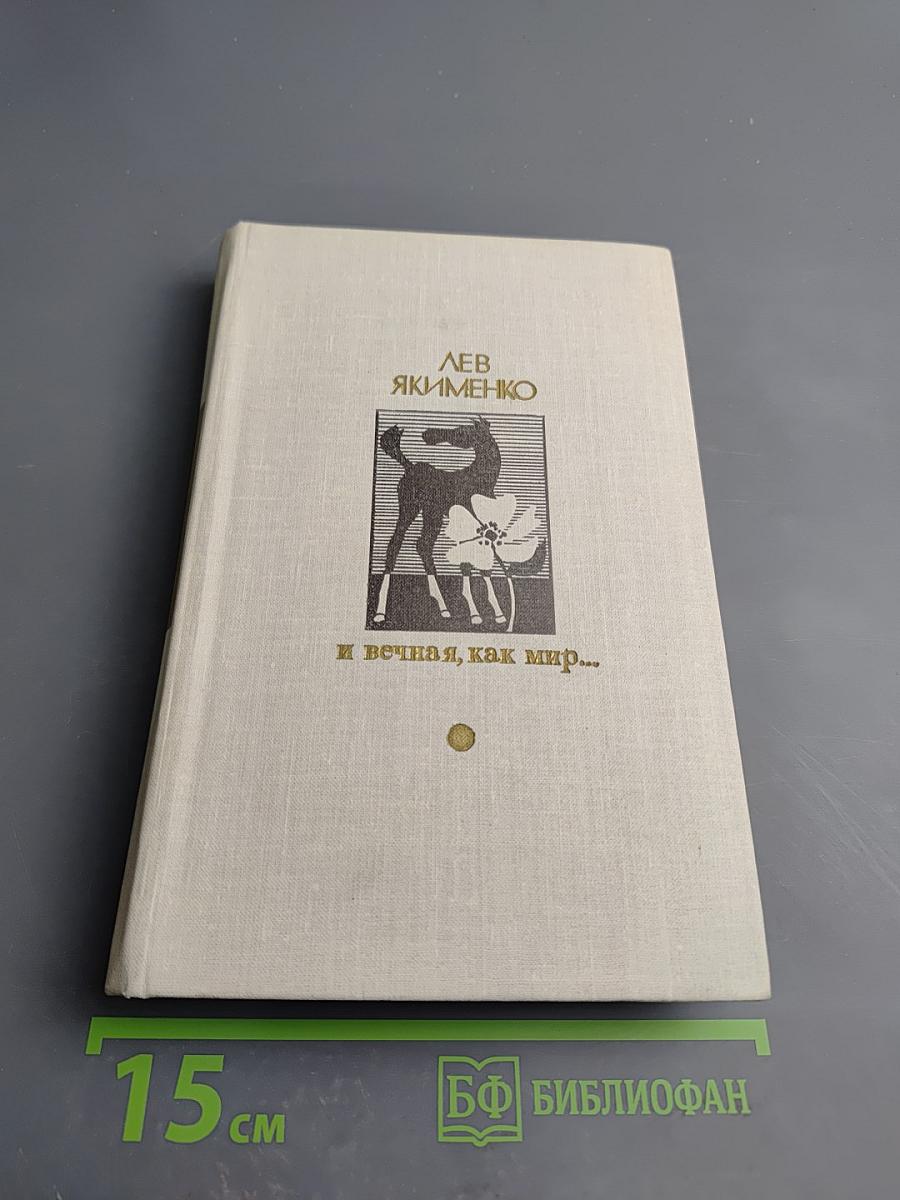 ЛЕВ
ЯКИМЕНКО
и вечная, как мир...
15 см
БФ БИБЛИОФАН